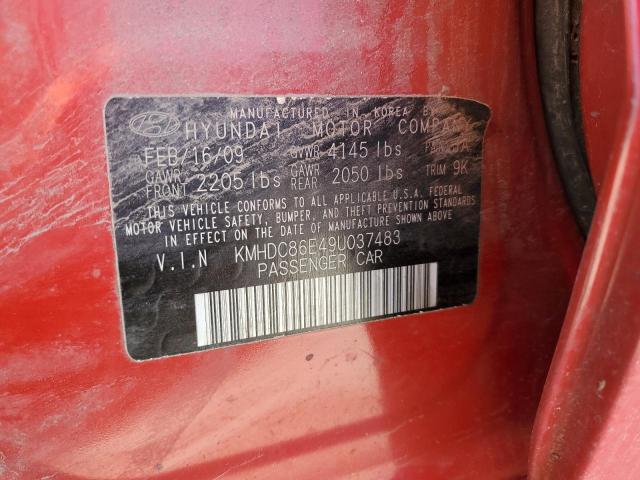 MANUFACTURED IN KOREA BY
HYUNDAI MOTOR COMPANY
FEB/16/09 GVWR 4145 lbs
GAWR FRONT 2205 lbs GAWR REAR 2050 lbs TRIM 9K
THIS VEHICLE CONFORMS TO ALL APPLICABLE U.S.A. FEDERAL
MOTOR VEHICLE SAFETY, BUMPER, AND THEFT PREVENTION
STANDARDS IN EFFECT ON THE DATE OF MANUFACTURE SHOWN ABOVE.
V.I.N KMHDC86E49U037483
PASSENGER CAR